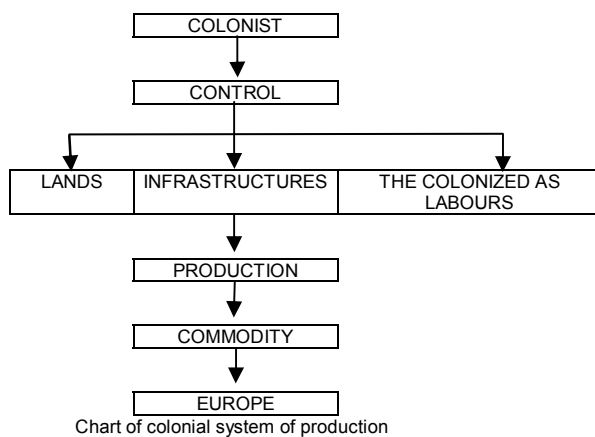 COLONIST
CONTROL
LANDS
INFRASTRUCTURES
THE COLONIZED AS
LABOURS
PRODUCTION
COMMODITY
EUROPE
Chart of colonial system of production